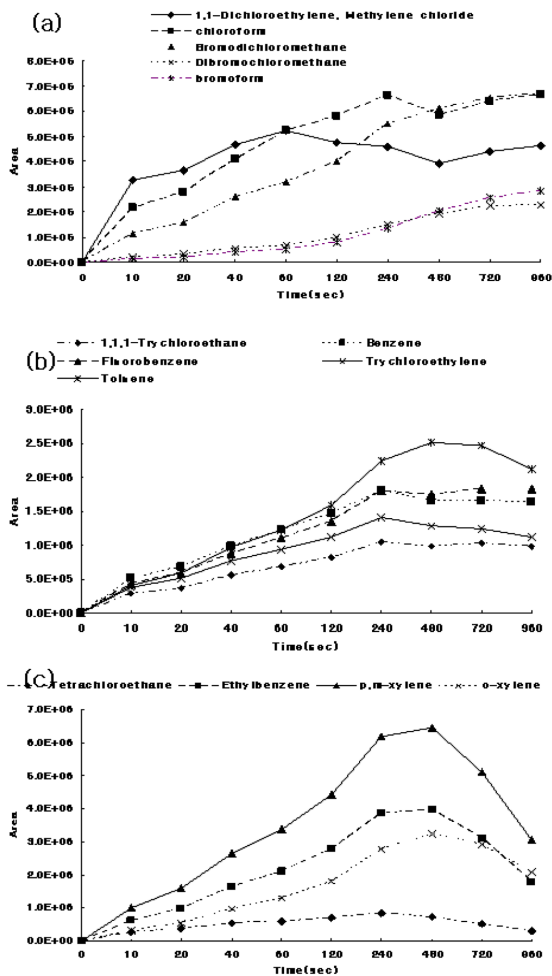 (a)
1,1-Dichloroethylene, Methylene chloride
chloroform
Bromodichloromethane
Dibromochloromethane
bromoform
8.0E+06
7.0E+06
6.0E+06
5.0E+06
4.0E+06
3.0E+06
2.0E+06
1.0E+06
0.0E+00
Area
0 10 20 40 60 120 240 480 720 960
Time(sec)
(b)
1,1,1-Trychloroethane
Benzene
Fluorobenzene
Trychloroethylene
Toluene
3.0E+06
2.5E+06
2.0E+06
1.5E+06
1.0E+06
5.0E+05
0.0E+00
Area
0 10 20 40 60 120 240 480 720 960
Time(sec)
(c)
Tetrachloroethane Ethylbenzene p,m-xylene o-xylene
7.0E+06
6.0E+06
5.0E+06
4.0E+06
3.0E+06
2.0E+06
1.0E+06
0.0E+00
Area
0 10 20 40 60 120 240 480 720 960
Time(sec)